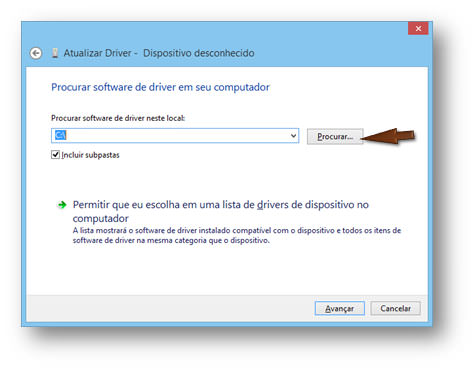 Atualizar Driver - Dispositivo desconhecido
Procurar software de driver em seu computador
Procurar software de driver neste local:
C:\
Procurar...
Incluir subpastas
Permitir que eu escolha em uma lista de drivers de dispositivo no
computador
A lista mostrará o software de driver instalado compatível com o dispositivo e todos os itens de
software de driver na mesma categoria que o dispositivo.
Avançar
Cancelar